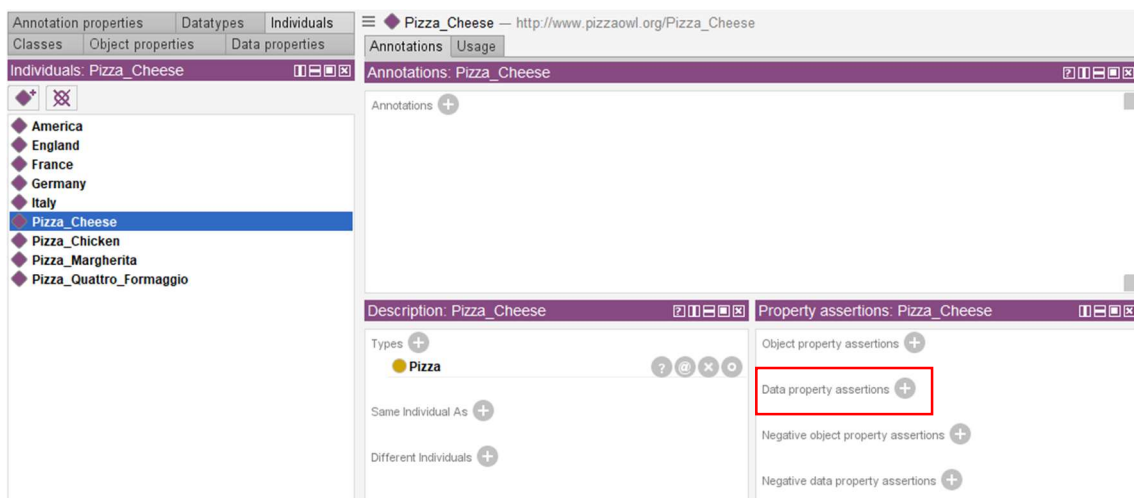 Annotation properties Datatypes Individuals
Classes Object properties Data properties
Individuals: Pizza_Cheese
America
England
France
Germany
Italy
Pizza_Cheese
Pizza_Chicken
Pizza_Margherita
Pizza_Quattro_Formaggio
Pizza_Cheese — http://www.pizzaowl.org/Pizza_Cheese
Annotations Usage
Annotations: Pizza_Cheese
Annotations
Description: Pizza_Cheese
Types
Pizza
Same Individual As
Different Individuals
Property assertions: Pizza_Cheese
Object property assertions
Data property assertions
Negative object property assertions
Negative data property assertions